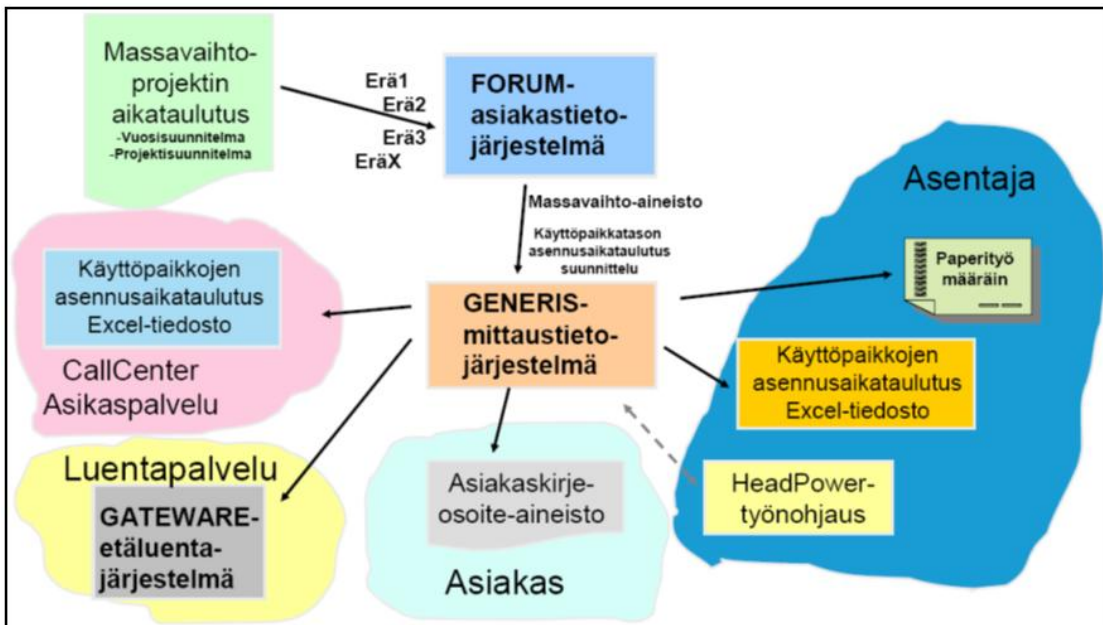 Massavaihto-
projektin
aikataulutus
-Vuosisuunnitelma
-Projektisuunnitelma
Erä1
Erä2
Erä3
EräX
FORUM-
asiakastieto-
järjestelmä
Massavaihto-aineisto
Käyttöpaikkatason
asennusaikataulutus
suunnittelu
Asentaja
Paperityö
määräin
Käyttöpaikkojen
asennusaikataulutus
Excel-tiedosto
CallCenter
Asikaspalvelu
GENERIS-
mittaustieto-
järjestelmä
Käyttöpaikkojen
asennusaikataulutus
Excel-tiedosto
Luentapalvelu
GATEWARE-
etäluenta-
järjestelmä
Asiakaskirje-
osoite-aineisto
Asiakas
HeadPower-
työnohjaus